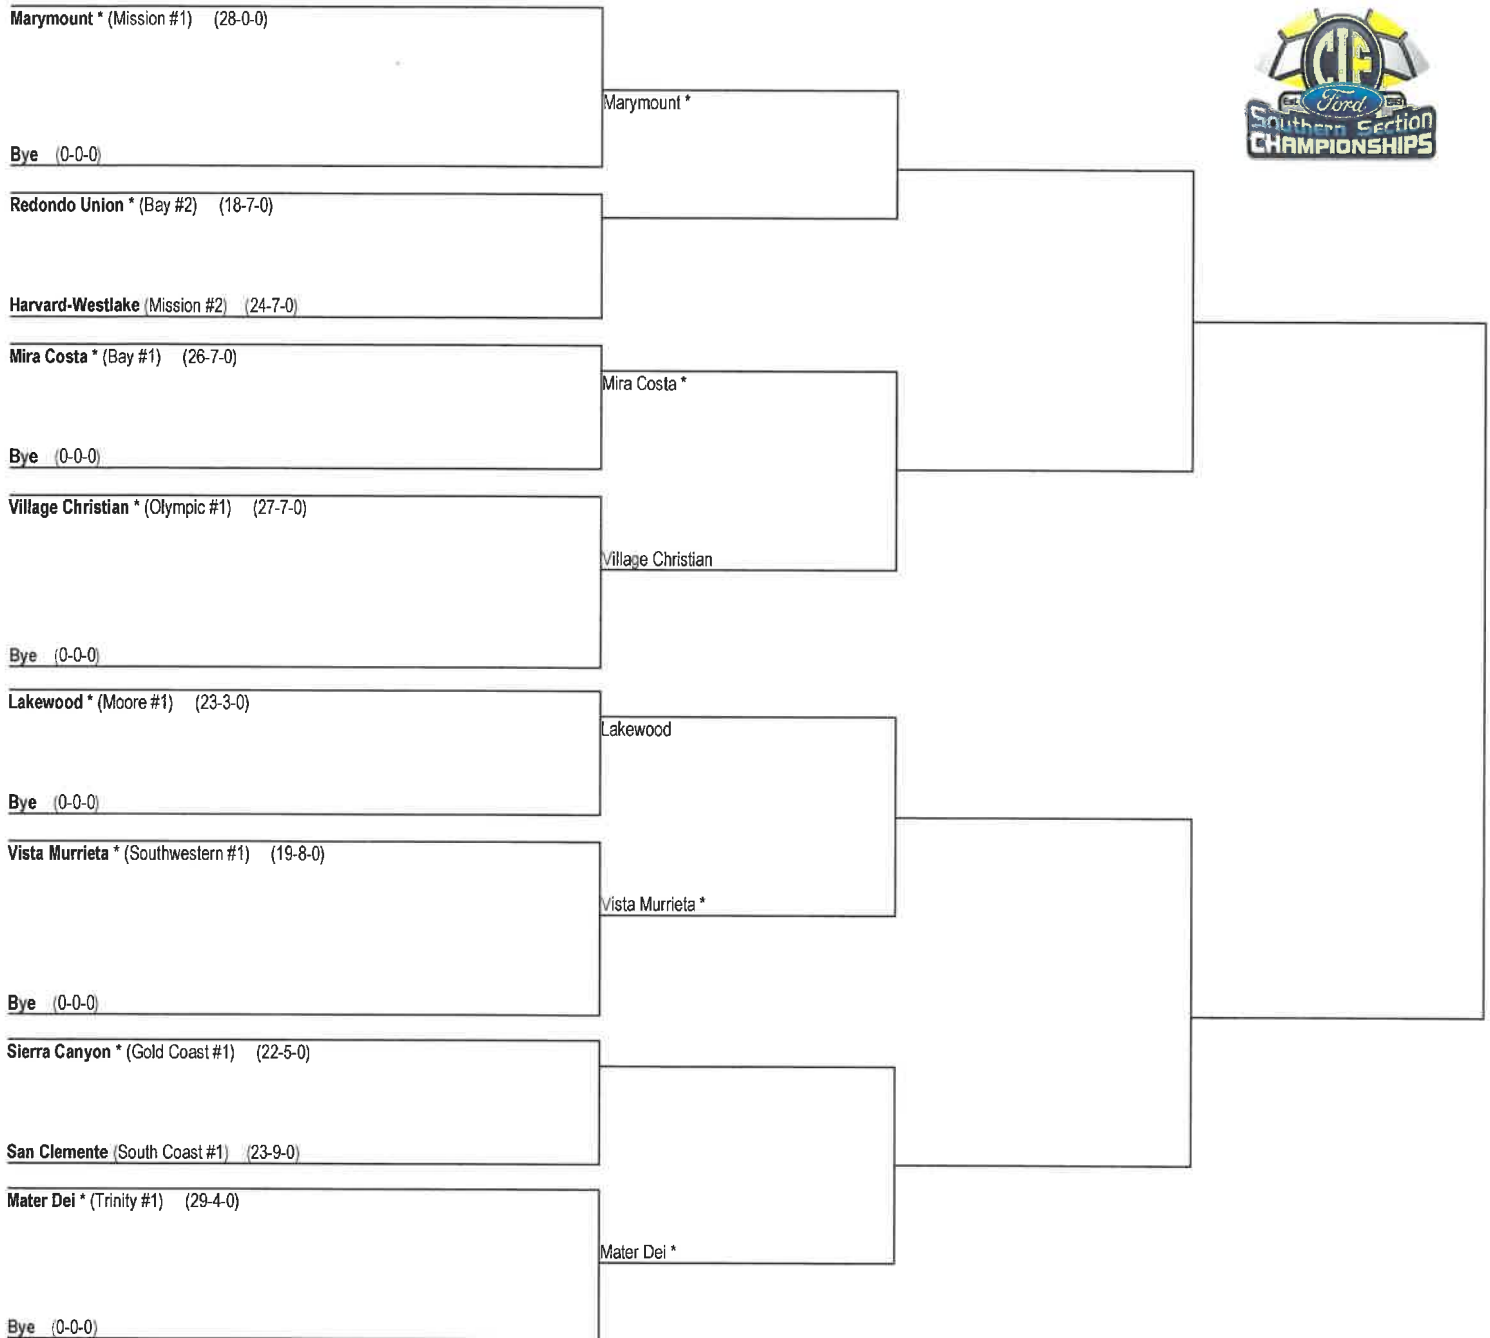 Marymount * (Mission #1) (28-0-0)
CIF
Ford
Southern Section
CHAMPIONSHIPS
Marymount *
Bye (0-0-0)
Redondo Union * (Bay #2) (18-7-0)
Harvard-Westlake (Mission #2) (24-7-0)
Mira Costa * (Bay #1) (26-7-0)
Mira Costa *
Bye (0-0-0)
Village Christian * (Olympic #1) (27-7-0)
Village Christian
Bye (0-0-0)
Lakewood * (Moore #1) (23-3-0)
Lakewood
Bye (0-0-0)
Vista Murrieta * (Southwestern #1) (19-8-0)
Vista Murrieta *
Bye (0-0-0)
Sierra Canyon * (Gold Coast #1) (22-5-0)
San Clemente (South Coast #1) (23-9-0)
Mater Dei * (Trinity #1) (29-4-0)
Mater Dei *
Bye (0-0-0)